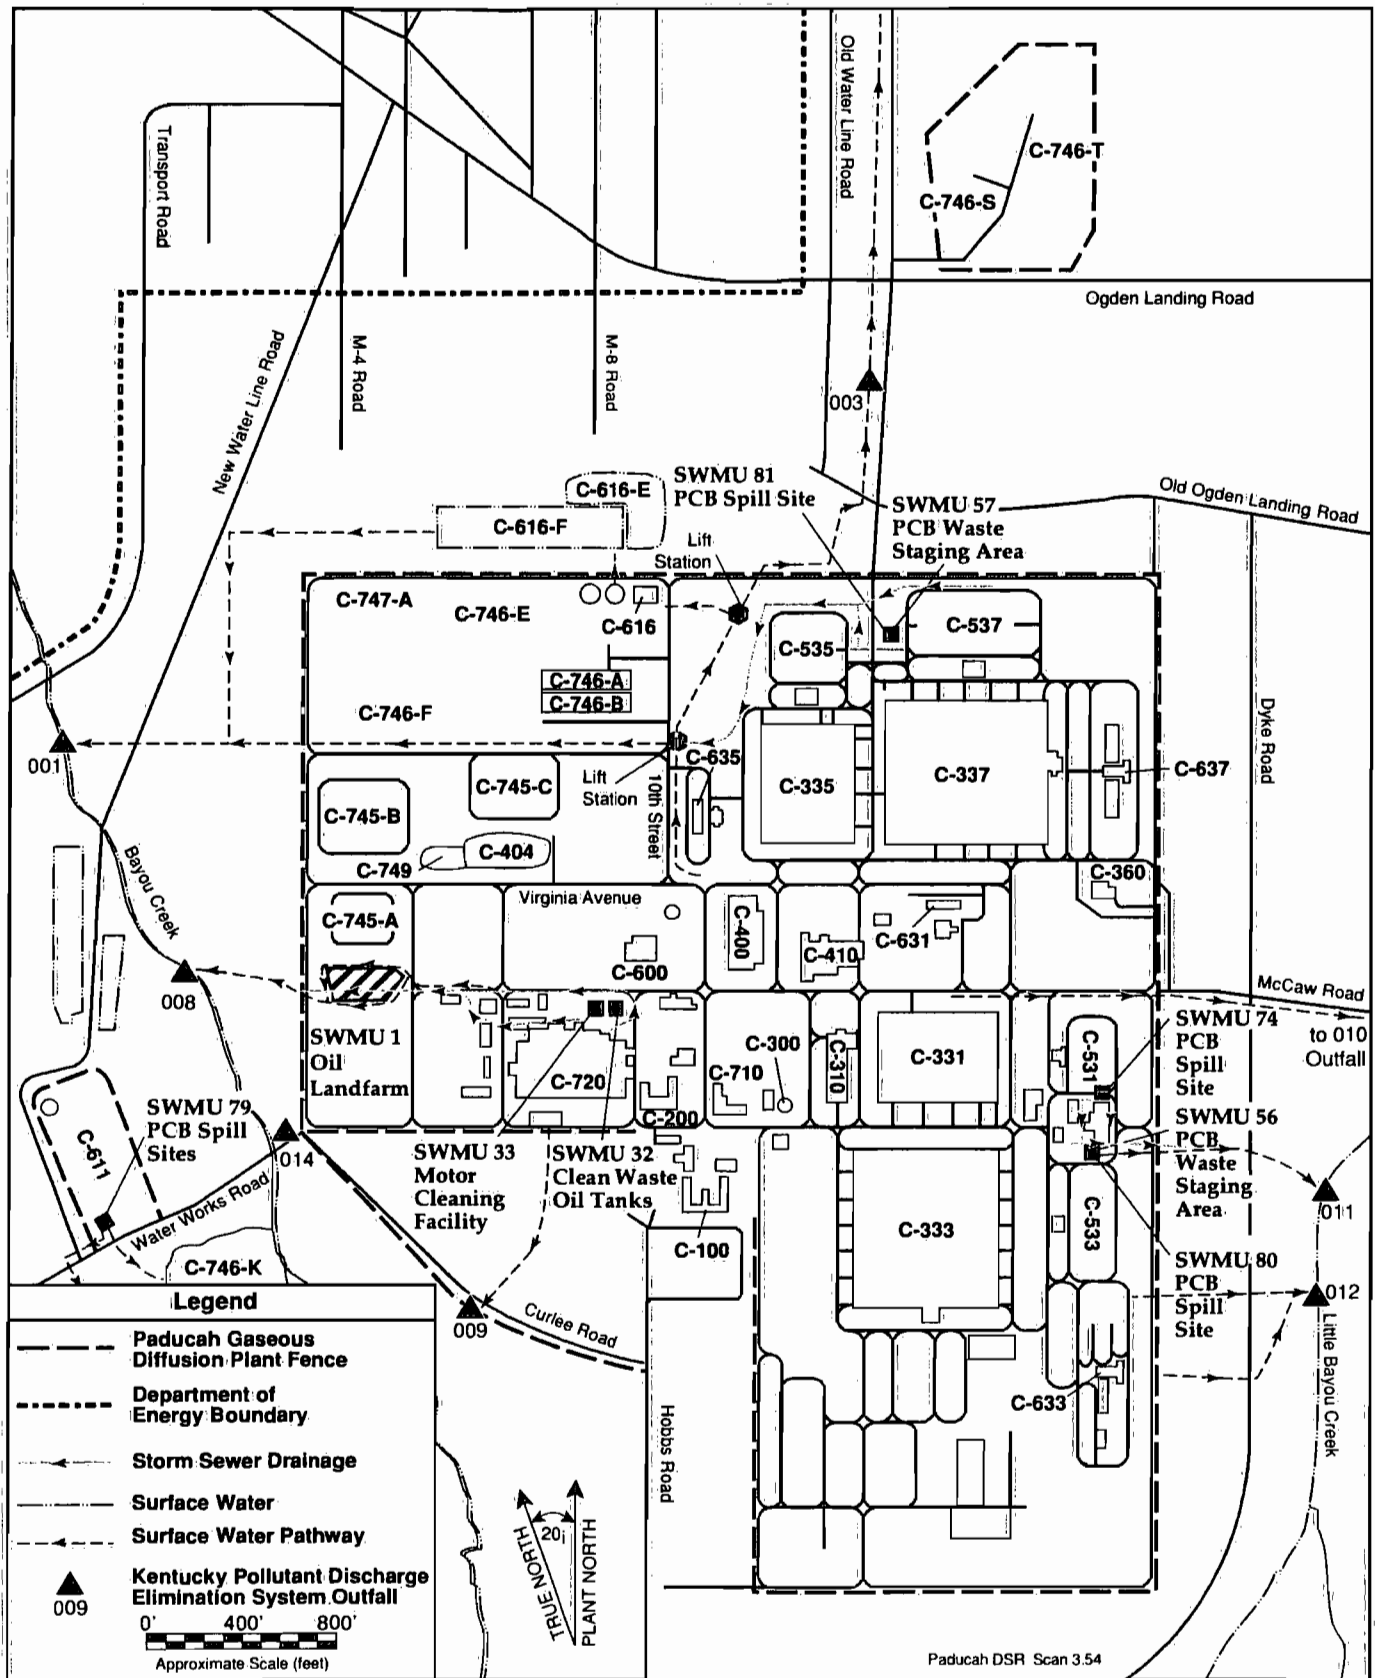 Old Water Line Road
C-746-T
C-746-S
Transport Road
Ogden Landing Road
New Water Line Road
M-4 Road
M-8 Road
003
SWMU 81
PCB Spill Site
C-616-E
C-616-F
Lift
Station
SWMU 57
PCB Waste
Staging Area
Old Ogden Landing Road
C-747-A
C-746-E
C-616
C-535
C-537
C-746-A
C-746-B
C-746-F
Dyke Road
001
C-635
C-637
C-745-C
Lift
Station
10th Street
C-335
C-337
C-745-B
C-404
C-749
C-360
Bayou Creek
Virginia Avenue
C-745-A
C-400
C-631
C-410
C-600
008
McCaw Road
to 010
Outfall
SWMU 1
Oil
Landfarm
C-720
C-200
C-710
C-300
C-310
C-331
C-531
SWMU 74
PCB
Spill
Site
SWMU 79
PCB Spill
Sites
C-611
014
SWMU 33
Motor
Cleaning
Facility
SWMU 32
Clean Waste
Oil Tanks
SWMU 56
PCB
Waste
Staging
Area
011
Water Works Road
C-746-K
C-100
C-333
C-533
SWMU 80
PCB
Spill
Site
012
009
Curlee Road
Little Bayou Creek
C-633
Hobbs Road
Legend
Paducah Gaseous
Diffusion Plant Fence
Department of
Energy Boundary
Storm Sewer Drainage
Surface Water
Surface Water Pathway
Kentucky Pollutant Discharge
Elimination System Outfall
009
0' 400' 800'
Approximate Scale (feet)
20¡
TRUE NORTH
PLANT NORTH
Paducah DSR Scan 3.54